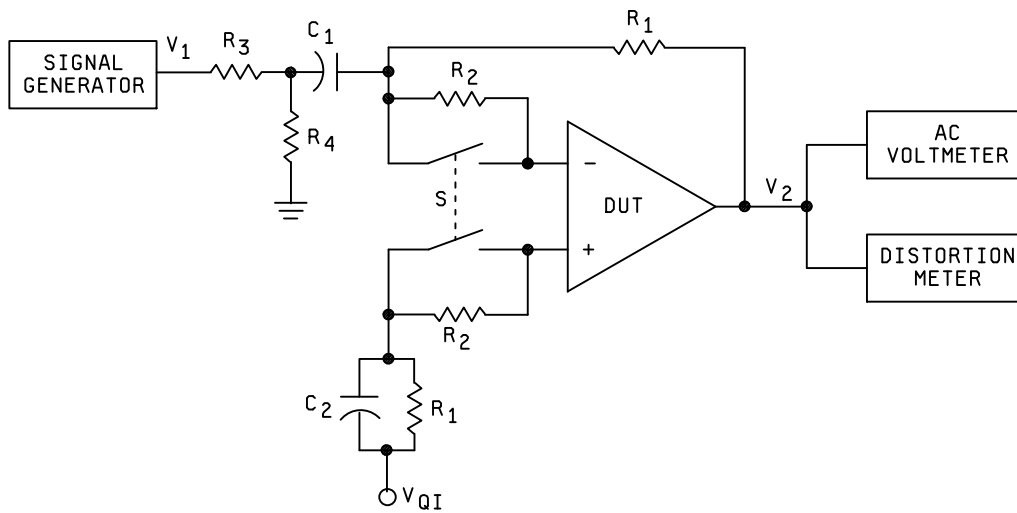 R1
C1
V1
R3
SIGNAL
GENERATOR
R2
R4
AC
VOLTMETER
−
S
DUT
V2
+
DISTORTION
METER
R2
C2
R1
VQI